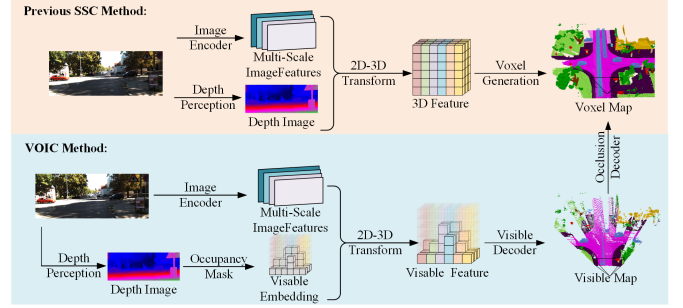 Previous SSC Method:
Image
Encoder
Multi-Scale
ImageFeatures
Depth
Perception
Depth Image
2D-3D
Transform
3D Feature
Voxel
Generation
Voxel Map
VOIC Method:
Image
Encoder
Multi-Scale
ImageFeatures
Depth
Perception
Depth Image
Occupancy
Mask
Visable
Embedding
2D-3D
Transform
Visable Feature
Visible
Decoder
Visible Map
Occlusion
Decoder